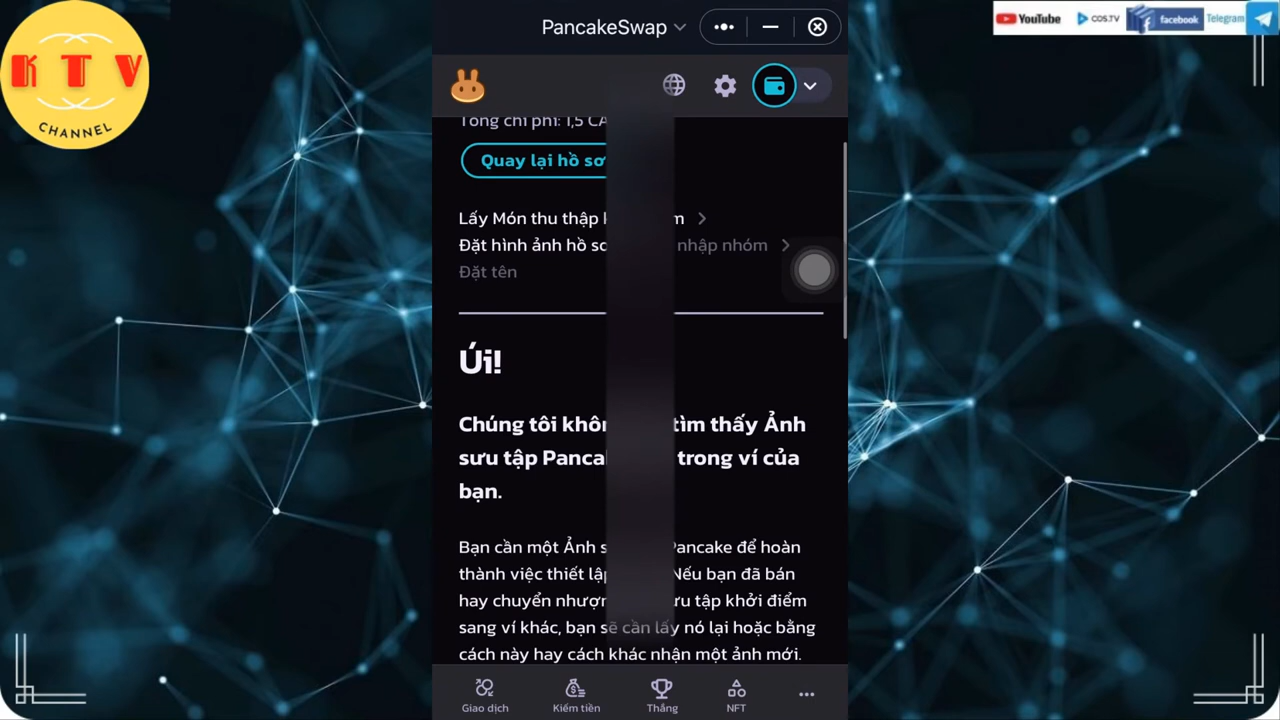 K T V
CHANNEL
PancakeSwap
YouTube
COS.TV
facebook
Telegram
Tổng chi phí: 1,5 CA
Quay lại hồ sơ
Lấy Món thu thập
Đặt hình ảnh hồ sơ nhập nhóm
Đặt tên
Úi!
Chúng tôi tìm thấy Ảnh
sưu tập trong ví của
bạn.
Bạn cần một Ảnh Pancake để hoàn
thành việc thiết lập Nếu bạn đã bán
hay chuyển tập khởi điểm
sang ví khác, bạn sẽ cần lấy nó lại hoặc bằng
cách này hay cách khác nhận một ảnh mới.
Giao dịch
Kiếm tiền
Thắng
NFT